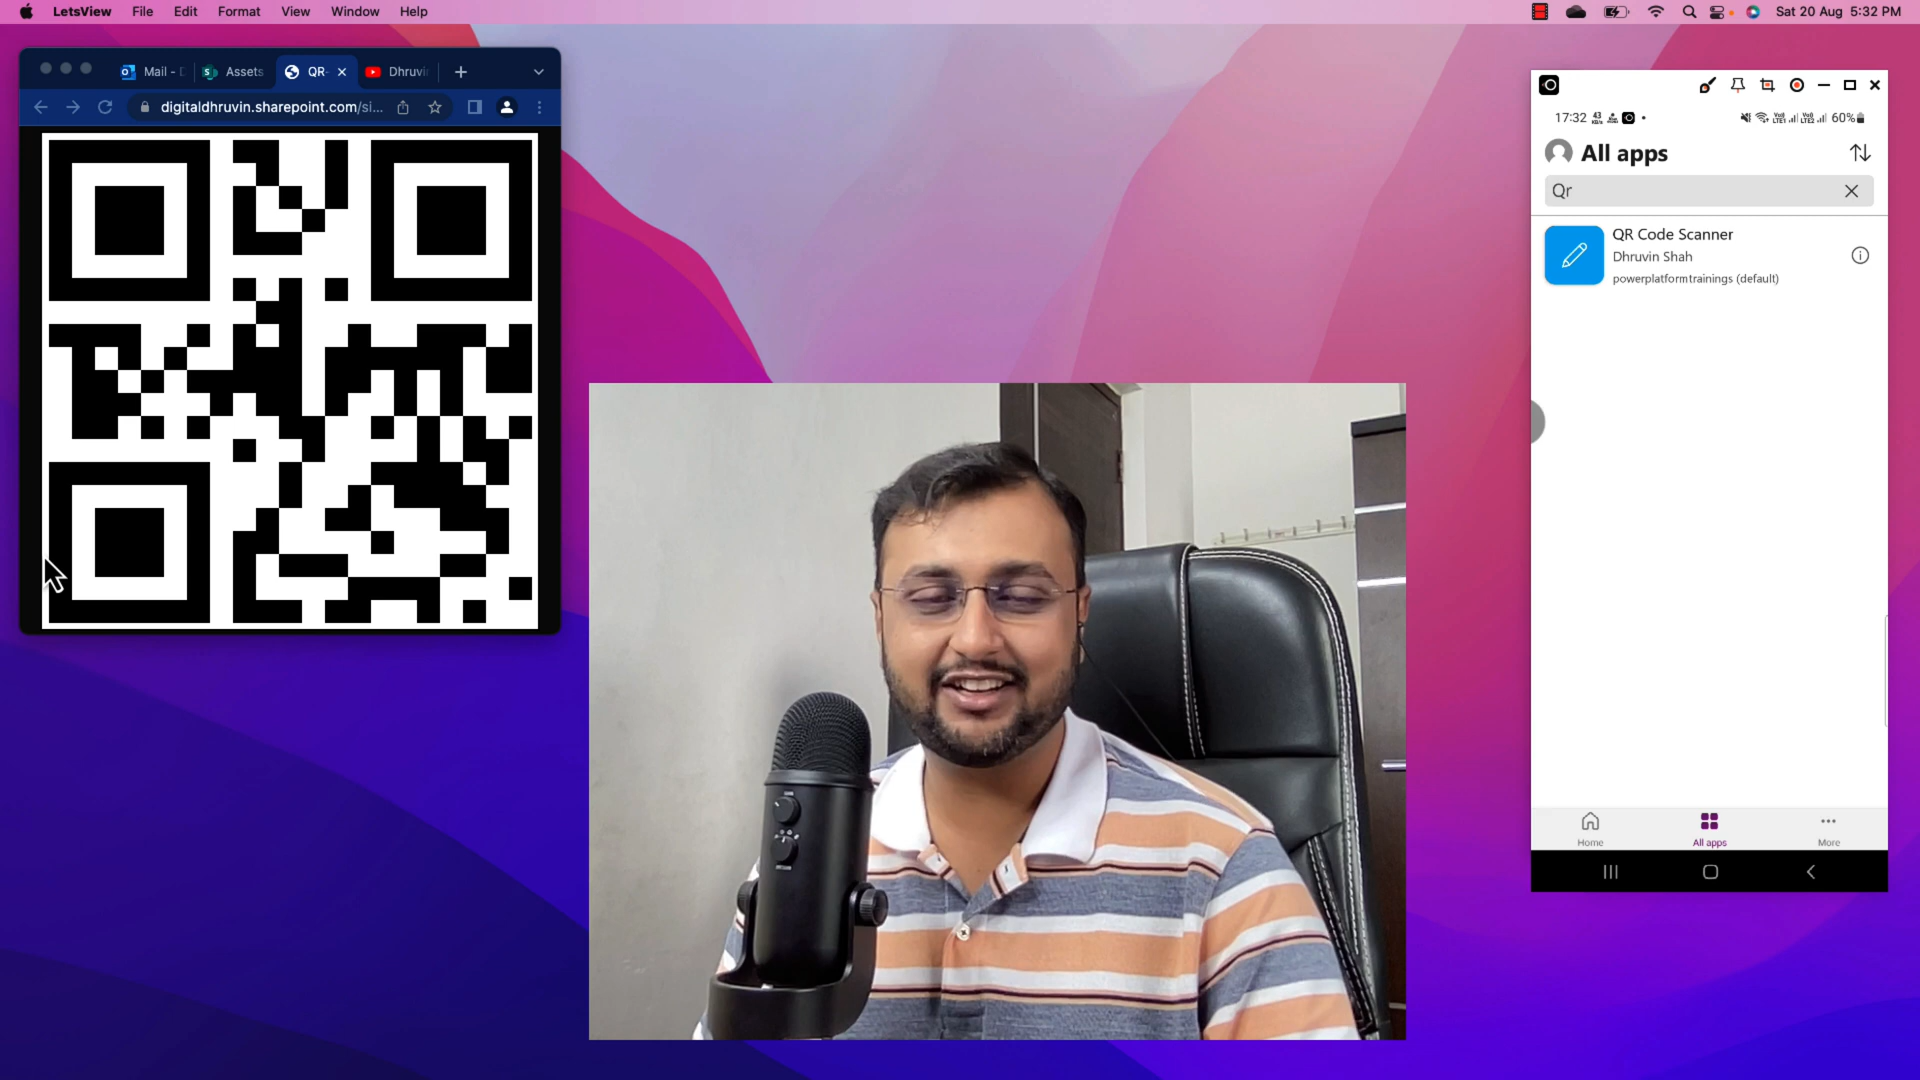 LetsView File Edit Format View Window Help
Sat 20 Aug 5:32 PM
Mail - Assets QR- Dhruvi
digitaldhruvin.sharepoint.com/si...
17:32 43 60%
All apps
Qr
QR Code Scanner
Dhruvin Shah
powerplatformtrainings (default)
Home All apps More